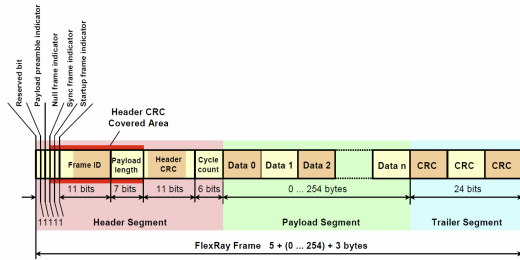 Reserved bit
Payload preamble indicator
Null frame indicator
Sync frame indicator
Startup frame indicator
Header CRC
Covered Area
Frame ID
Payload
length
Header
CRC
Cycle
count
Data 0
Data 1
Data 2
Data n
CRC
CRC
CRC
11 bits
7 bits
11 bits
6 bits
0 ... 254 bytes
24 bits
11111
Header Segment
Payload Segment
Trailer Segment
FlexRay Frame 5 + (0 ... 254) + 3 bytes